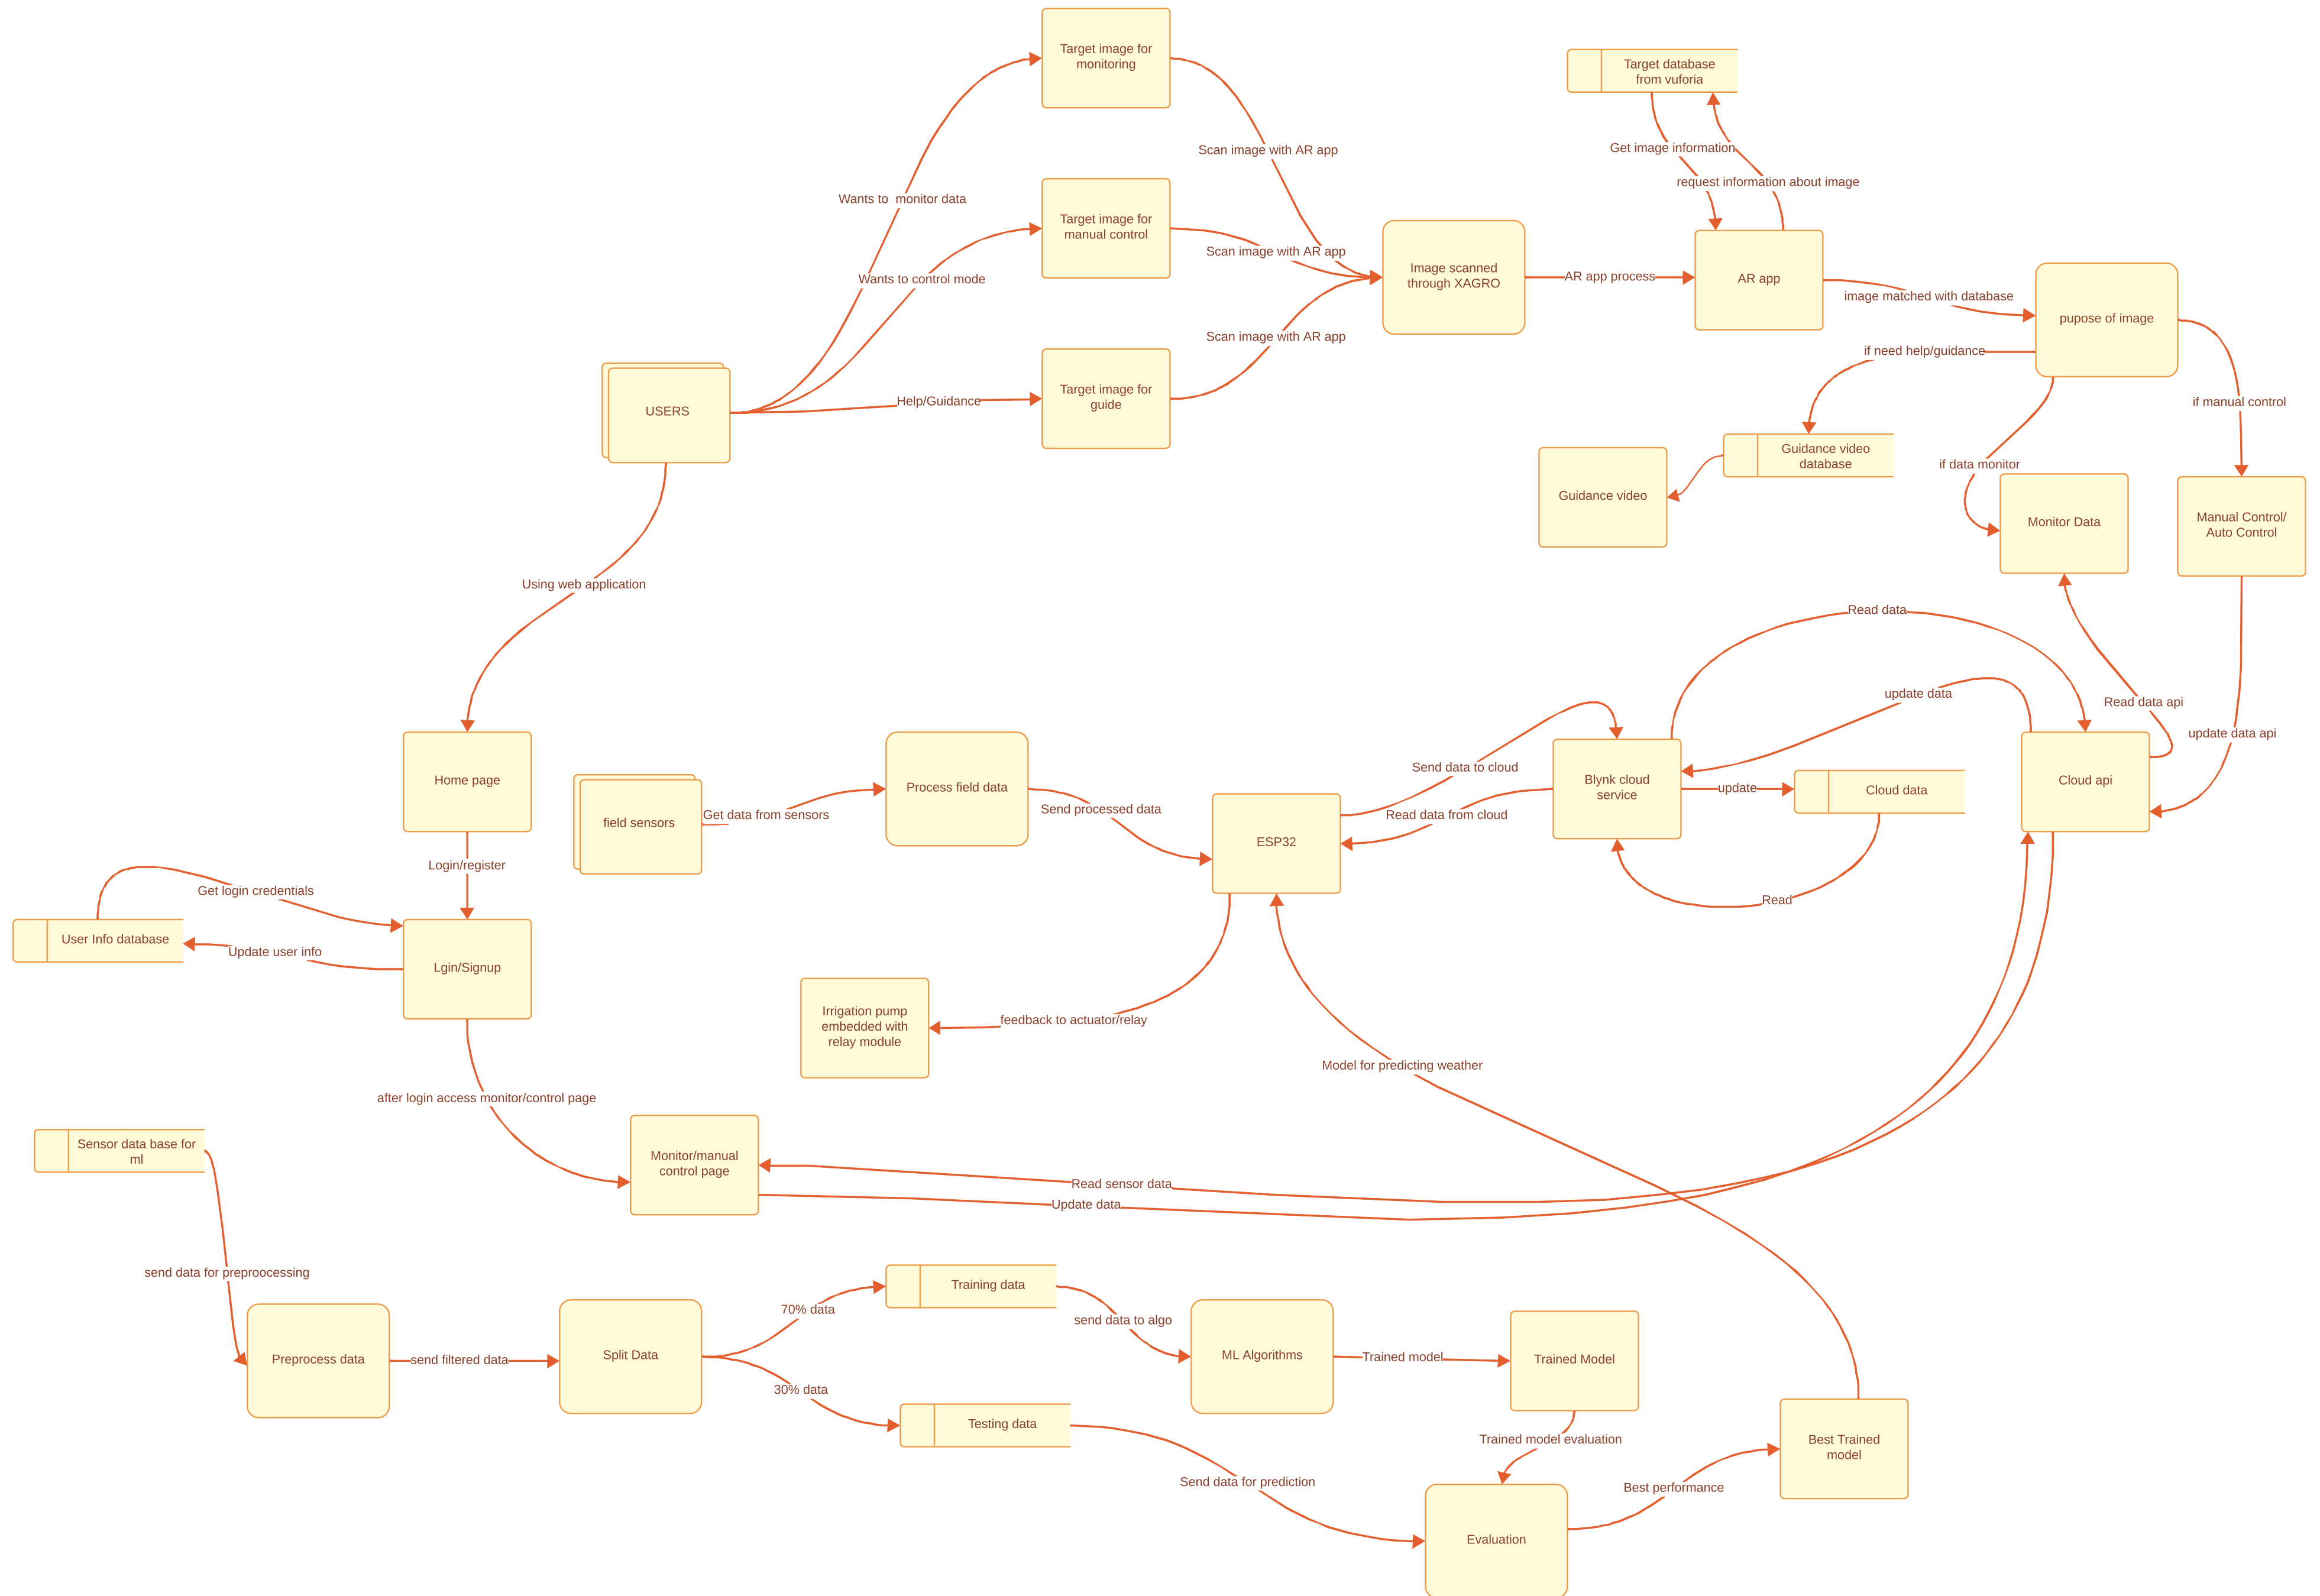 Target image for
monitoring
Target database
from vuforia
Get image information
Scan image with AR app
request information about image
Wants to  monitor data
Target image for
manual control
Scan image with AR app
Wants to control mode
Image scanned
through XAGRO
AR app process
AR app
image matched with database
pupose of image
Scan image with AR app
if need help/guidance
USERS
Help/Guidance
Target image for
guide
if manual control
Guidance video
database
if data monitor
Guidance video
Monitor Data
Manual Control/
Auto Control
Using web application
Read data
update data
Read data api
update data api
Home page
field sensors
Get data from sensors
Process field data
Send processed data
Send data to cloud
Read data from cloud
ESP32
Blynk cloud
service
update
Cloud data
Cloud api
Read
Login/register
Get login credentials
User Info database
Update user info
Lgin/Signup
Irrigation pump
embedded with
relay module
feedback to actuator/relay
Model for predicting weather
after login access monitor/control page
Sensor data base for
ml
Monitor/manual
control page
Read sensor data
Update data
send data for preproocessing
Preprocess data
send filtered data
Split Data
70% data
30% data
Training data
send data to algo
ML Algorithms
Trained model
Trained Model
Testing data
Trained model evaluation
Send data for prediction
Evaluation
Best performance
Best Trained
model